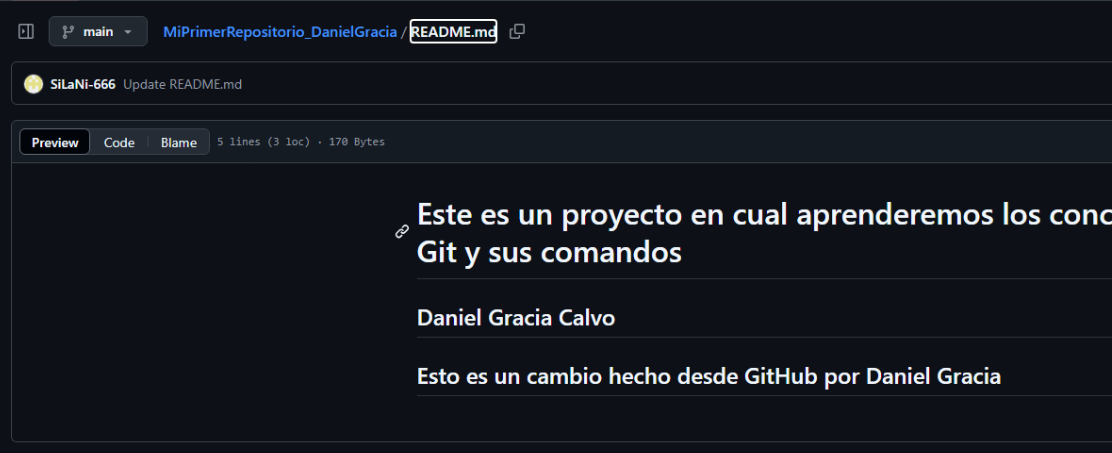 main
MiPrimerRepositorio_DanielGracia / README.md
SiLaNi-666 Update README.md
Preview Code Blame 5 lines (3 loc) · 170 Bytes
Este es un proyecto en cual aprenderemos los
Git y sus comandos
Daniel Gracia Calvo
Esto es un cambio hecho desde GitHub por Daniel Gracia